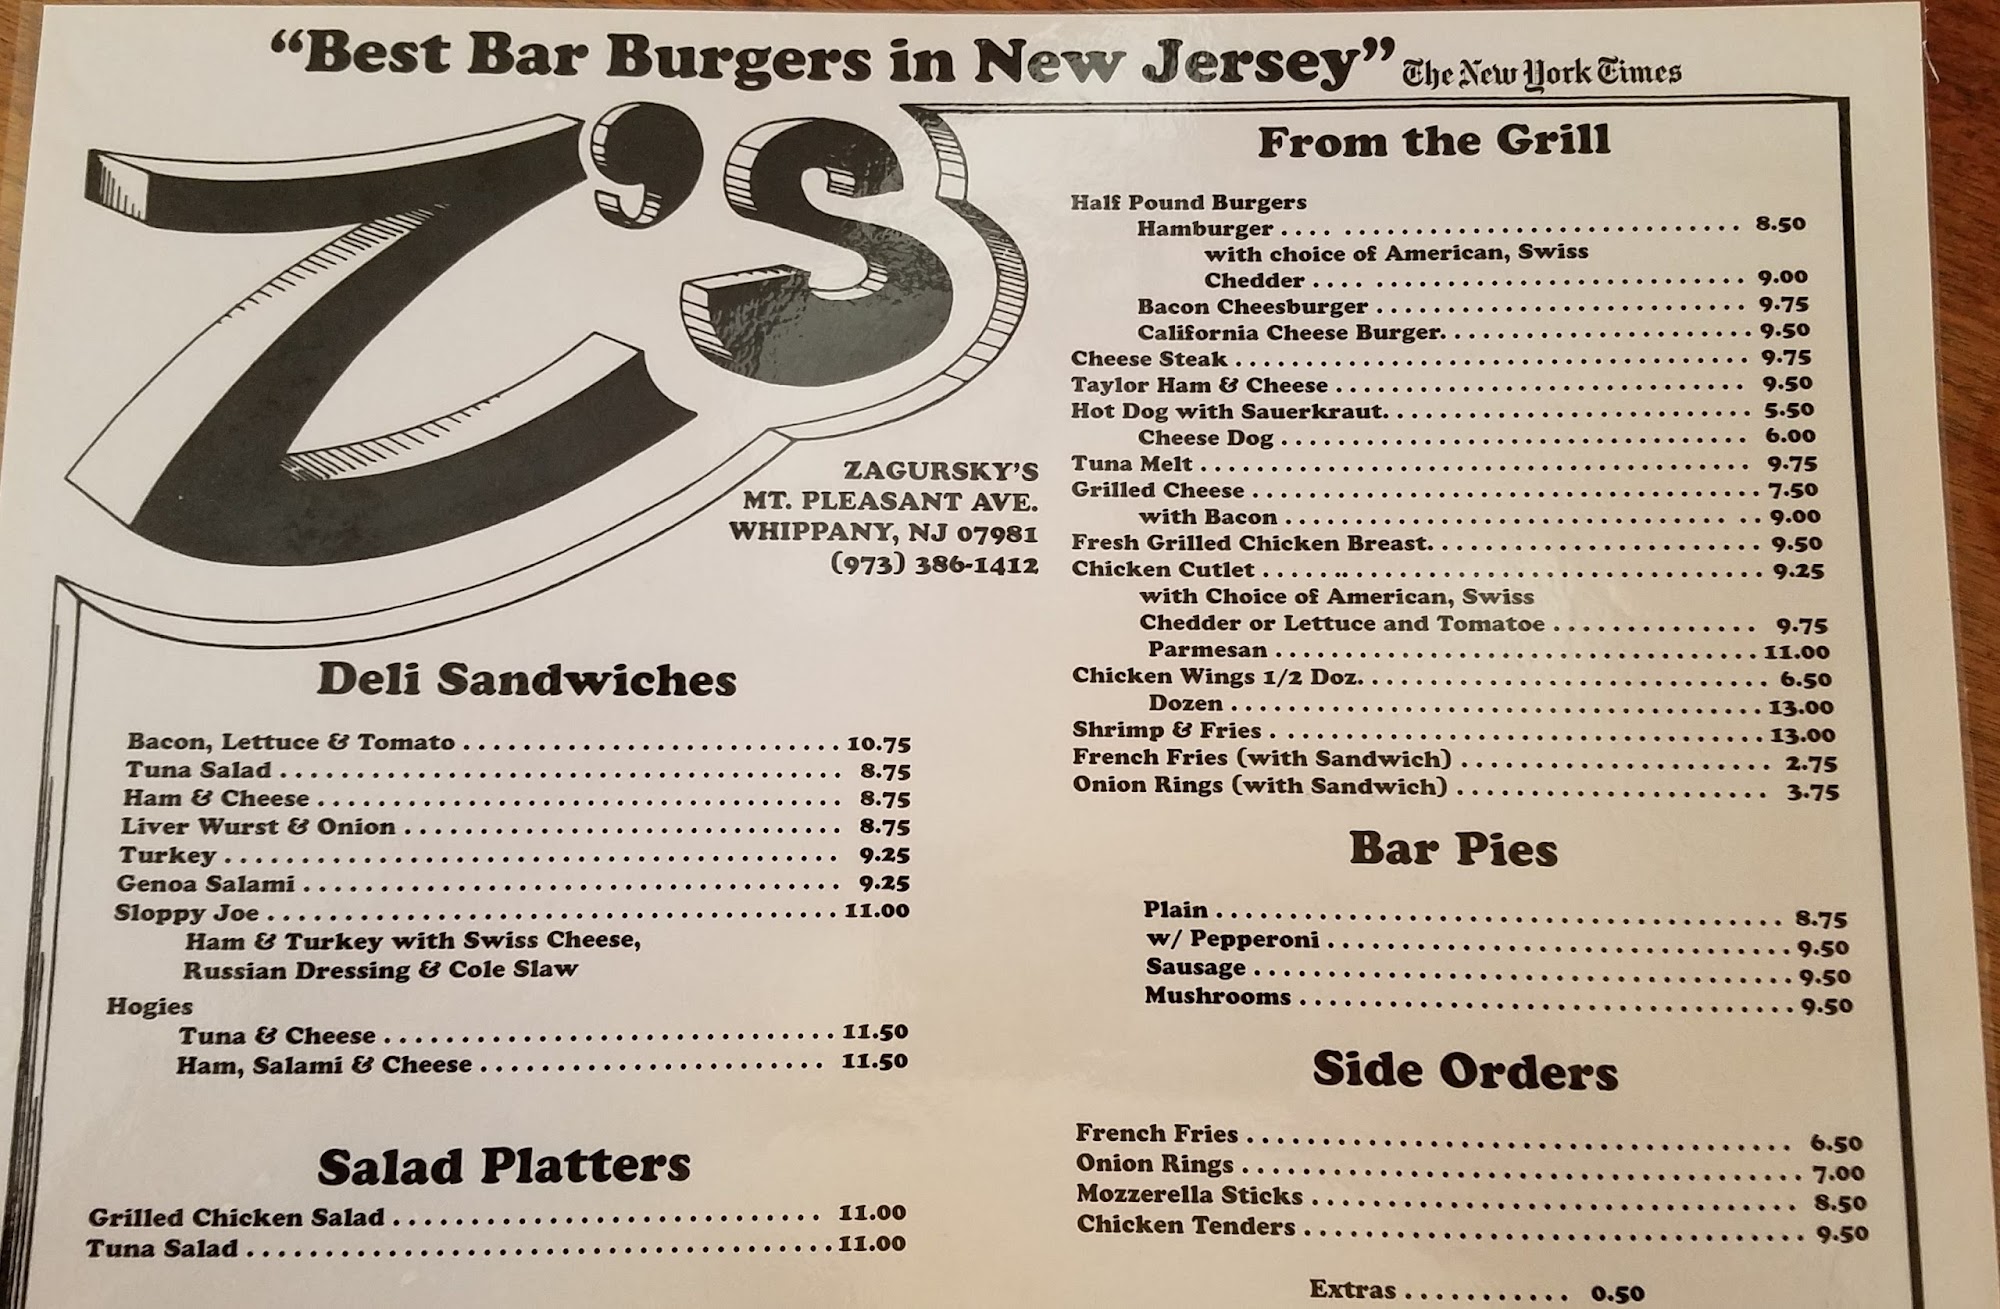 "Best Bar Burgers in New Jersey" The New York Times
Z's
ZAGURSKY'S
MT. PLEASANT AVE.
WHIPPANY, NJ 07981
(973) 386-1412
Deli Sandwiches
Bacon, Lettuce & Tomato 10.75
Tuna Salad 8.75
Ham & Cheese 8.75
Liver Wurst & Onion 8.75
Turkey 9.25
Genoa Salami 9.25
Sloppy Joe 11.00
Ham & Turkey with Swiss Cheese,
Russian Dressing & Cole Slaw
Hogies
Tuna & Cheese 11.50
Ham, Salami & Cheese 11.50
Salad Platters
Grilled Chicken Salad 11.00
Tuna Salad 11.00
From the Grill
Half Pound Burgers
Hamburger 8.50
with choice of American, Swiss
Chedder 9.00
Bacon Cheesburger 9.75
California Cheese Burger 9.50
Cheese Steak 9.75
Taylor Ham & Cheese 9.50
Hot Dog with Sauerkraut 5.50
Cheese Dog 6.00
Tuna Melt 9.75
Grilled Cheese 7.50
with Bacon 9.00
Fresh Grilled Chicken Breast 9.50
Chicken Cutlet 9.25
with Choice of American, Swiss
Chedder or Lettuce and Tomatoe 9.75
Parmesan 11.00
Chicken Wings 1/2 Doz. 6.50
Dozen 13.00
Shrimp & Fries 13.00
French Fries (with Sandwich) 2.75
Onion Rings (with Sandwich) 3.75
Bar Pies
Plain 8.75
w/ Pepperoni 9.50
Sausage 9.50
Mushrooms 9.50
Side Orders
French Fries 6.50
Onion Rings 7.00
Mozzerella Sticks 8.50
Chicken Tenders 9.50
Extras 0.50